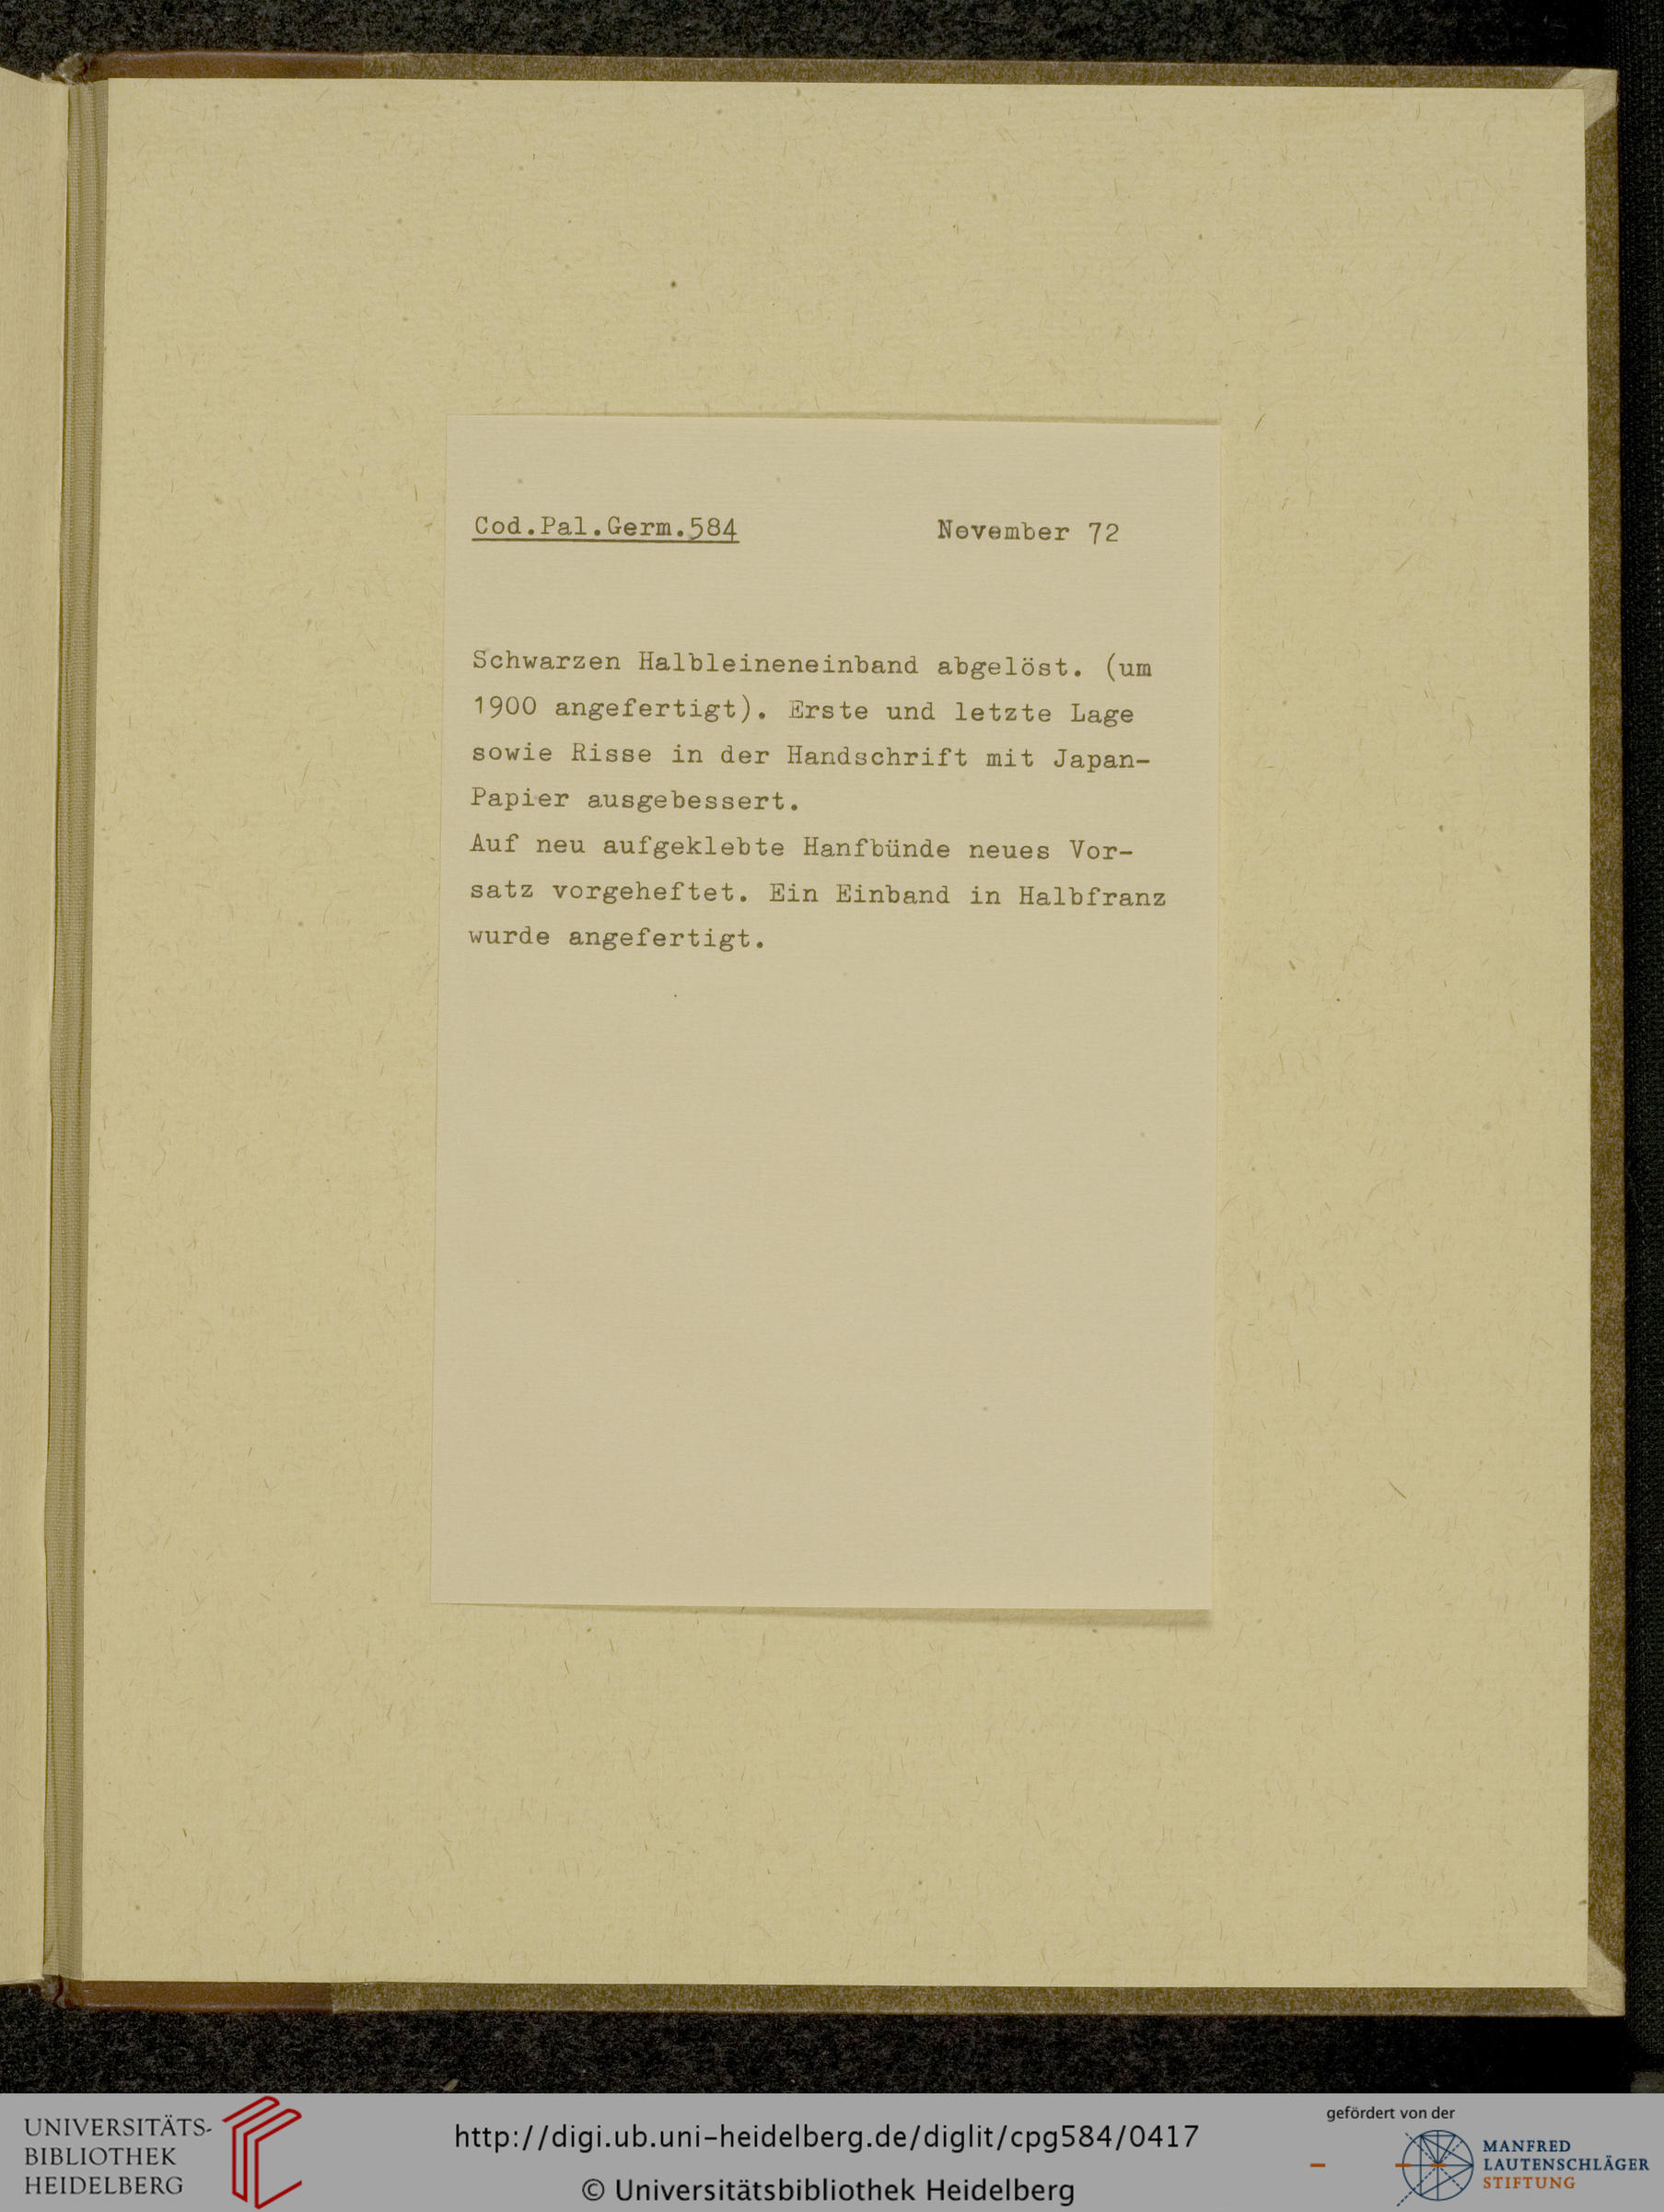 Cod.Pal.Germ.584 November 72
Schwarzen Halbleineneinband abgelöst. (um
1900 angefertigt). Erste und letzte Lage
sowie Risse in der Handschrift mit Japan-
Papier ausgebessert.
Auf neu aufgeklebte Hanfbünde neues Vor-
satz vorgeheftet. Ein Einband in Halbfranz
wurde angefertigt.
UNIVERSITÄTS-
BIBLIOTHEK
HEIDELBERG
http://digi.ub.uni-heidelberg.de/diglit/cpg584/0417
© Universitätsbibliothek Heidelberg
gefördert von der
MANFRED
LAUTENSCHLÄGER
STIFTUNG